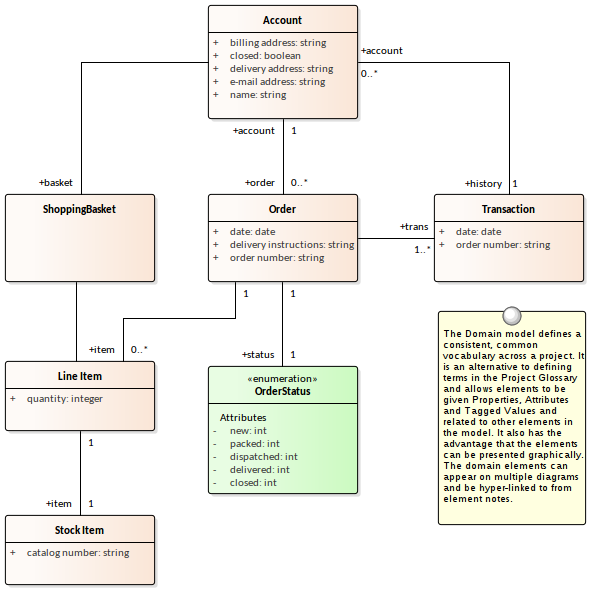 Account
+ billing address: string
+ closed: boolean
+ delivery address: string
+ e-mail address: string
+ name: string
+account
0..*
+account 1
+basket
+order 0..*
+history 1
ShoppingBasket
Order
+ date: date
+ delivery instructions: string
+ order number: string
+trans
1..*
Transaction
+ date: date
+ order number: string
1
1
+item 0..*
+status 1
Line Item
+ quantity: integer
«enumeration»
OrderStatus
Attributes
- new: int
- packed: int
- dispatched: int
- delivered: int
- closed: int
The Domain model defines a
consistent, common
vocabulary across a project. It
is an alternative to defining
terms in the Project Glossary
and allows elements to be
given Properties, Attributes
and Tagged Values and
related to other elements in
the model. It also has the
advantage that the elements
can be presented graphically.
The domain elements can
appear on multiple diagrams
and be hyper-linked to from
element notes.
1
+item 1
Stock Item
+ catalog number: string